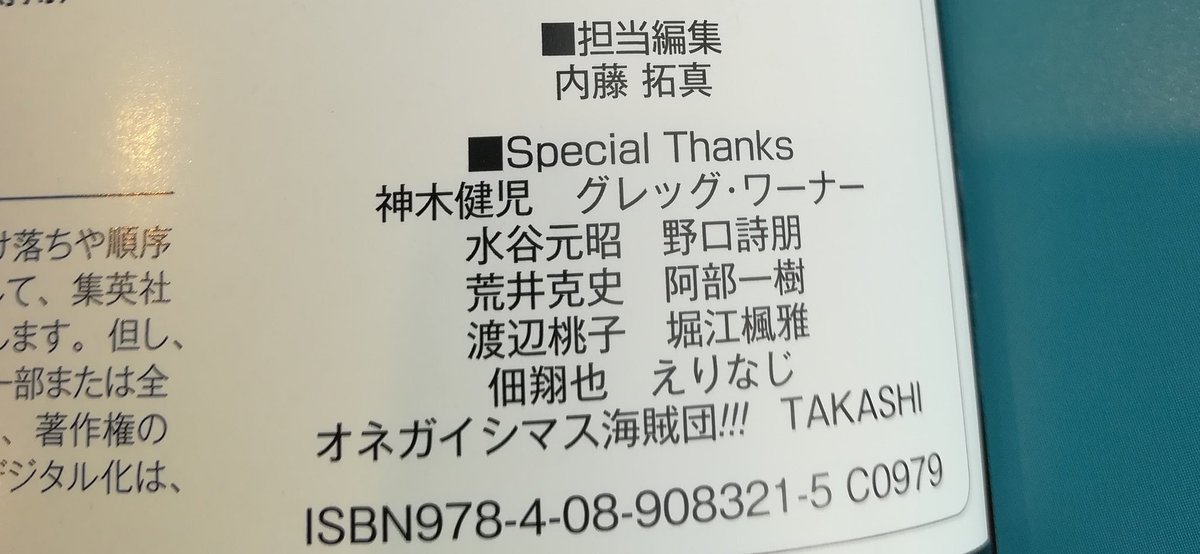 ■担当編集
内藤 拓真
■Special Thanks
神木健児　グレッグ・ワーナー
水谷元昭　野口詩朋
荒井克史　阿部一樹
渡辺桃子　堀江楓雅
佃翔也　えりなじ
オネガイシマス海賊団!!!　TAKASHI
ISBN978-4-08-908321-5 C0979
け落ちや順序
して、集英社
します。但し、
一部または全
、著作権の
デジタル化は、